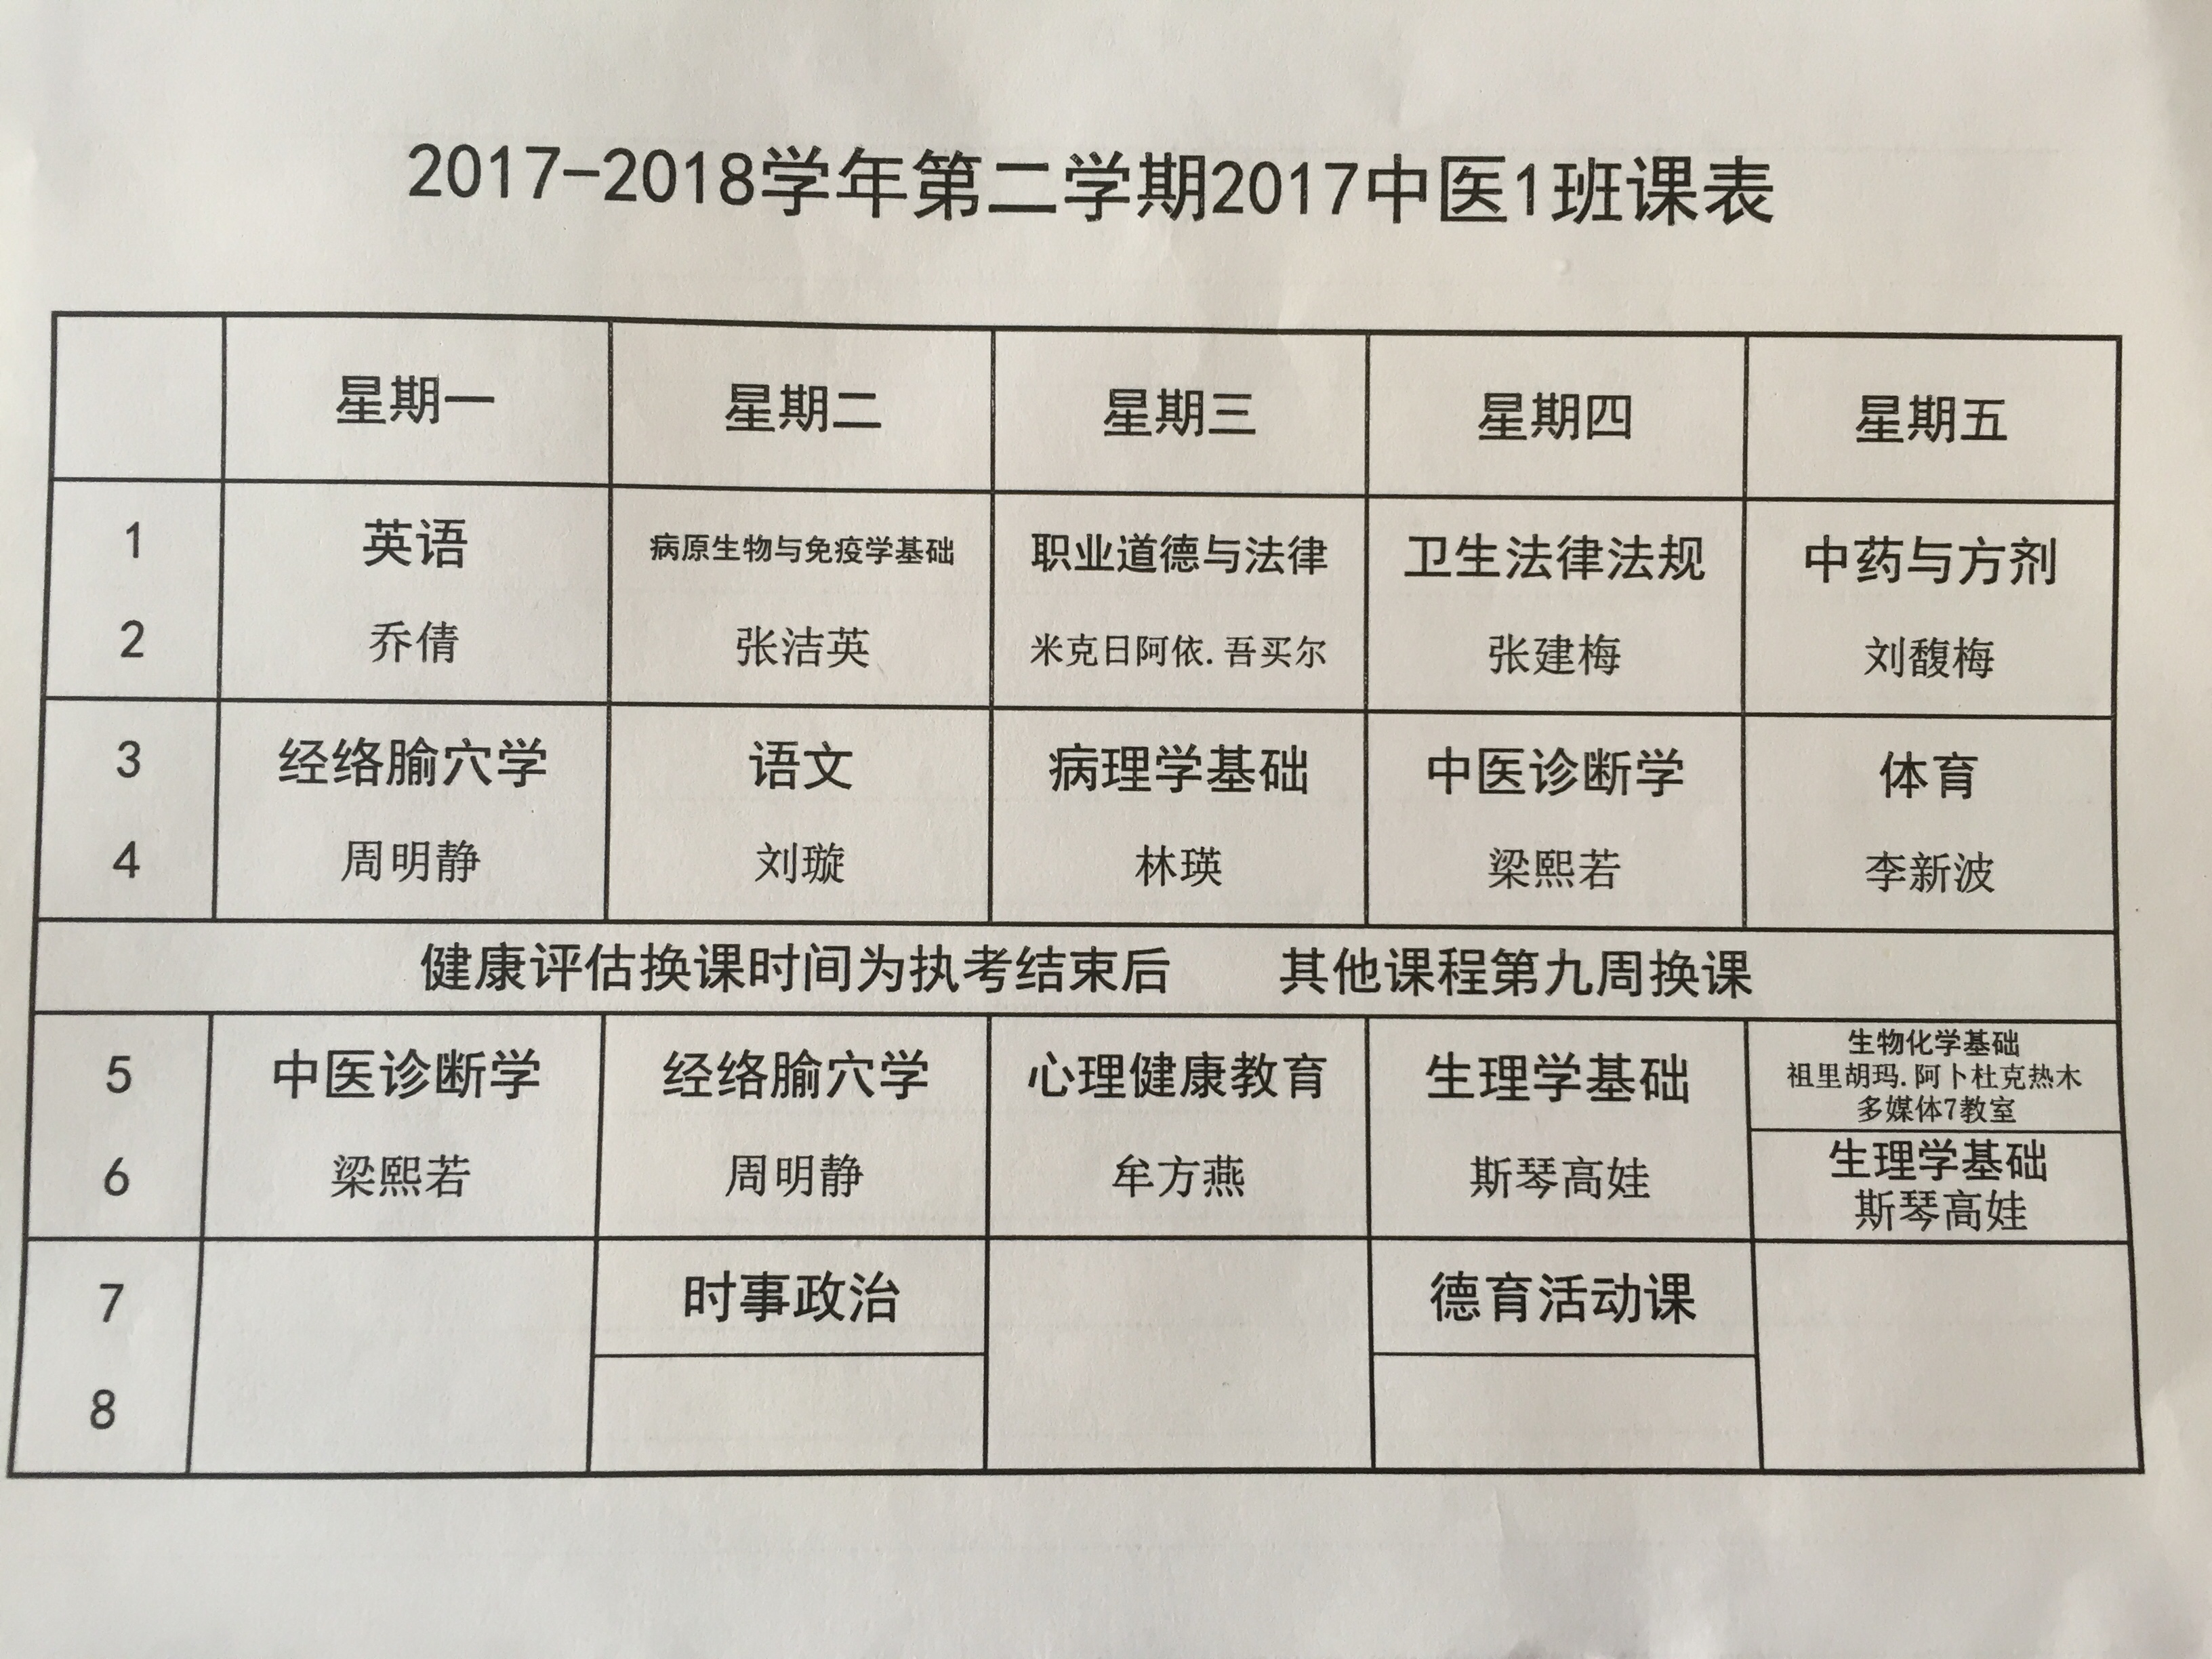 2017-2018学年第二学期2017中医1班课表
星期一 星期二 星期三 星期四 星期五
1 英语 病原生物与免疫学基础 职业道德与法律 卫生法律法规 中药与方剂
2 乔倩 张洁英 米克日阿依.吾买尔 张建梅 刘馥梅
3 经络腧穴学 语文 病理学基础 中医诊断学 体育
4 周明静 刘璇 林瑛 梁熙若 李新波
健康评估换课时间为执考结束后 其他课程第九周换课
生物化学基础
5 中医诊断学 经络腧穴学 心理健康教育 生理学基础 祖里胡玛.阿卜杜克热木
多媒体7教室
生理学基础
6 梁熙若 周明静 牟方燕 斯琴高娃 斯琴高娃
7 时事政治 德育活动课
8